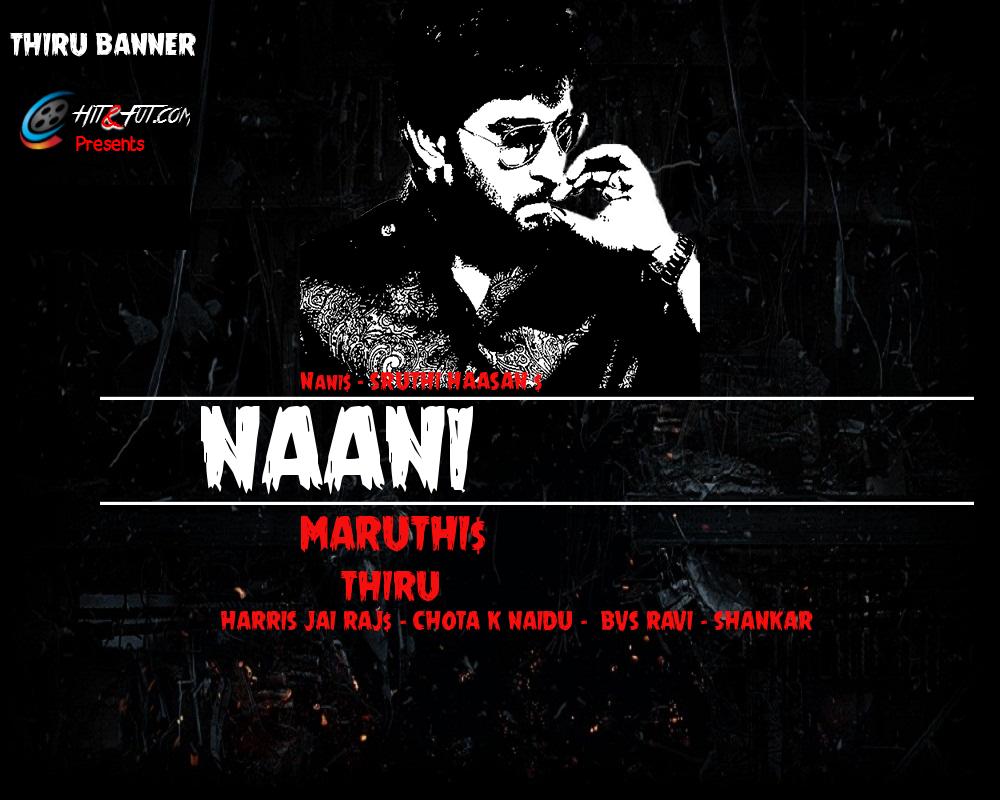 THIRU BANNER
HIT&FUT.COM
Presents
NANI$ - SRUTHI HAASAN $
NAANI
MARUTHI$
THIRU
HARRIS JAI RAJ$ - CHOTA K NAIDU - BVS RAVI - SHANKAR